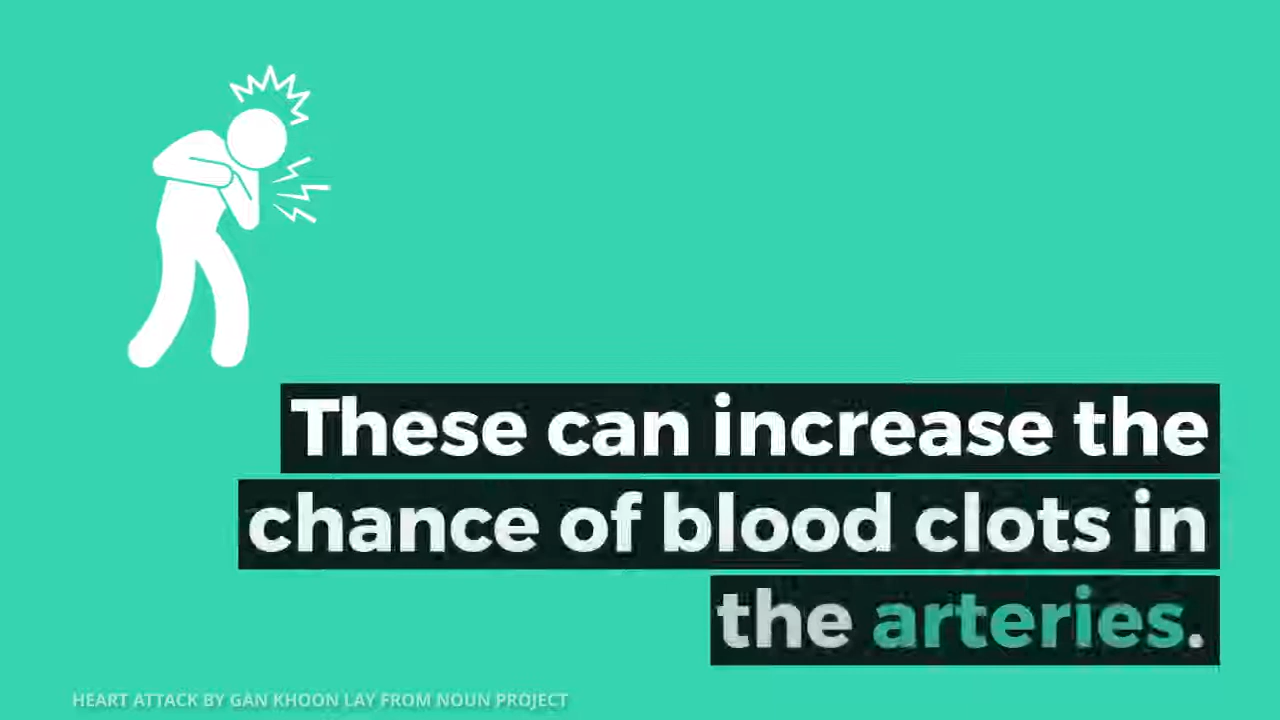 These can increase the
chance of blood clots in
the arteries.
HEART ATTACK BY GAN KHOON LAY FROM NOUN PROJECT